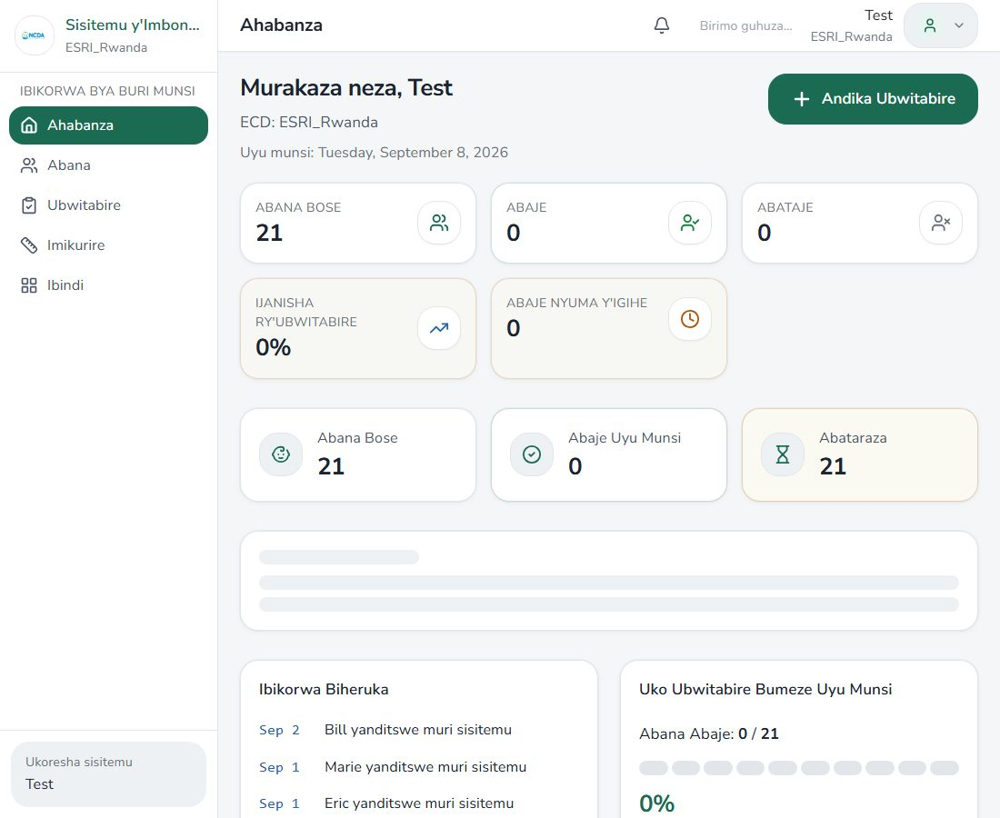 NCDA
Sisitemu y'Imbon...
ESRI_Rwanda
IBIKORWA BYA BURI MUNSI
Ahabanza
Abana
Ubwitabire
Imikurire
Ibindi
Ukoresha sisitemu
Test
Ahabanza
Birimo guhuza...
Test
ESRI_Rwanda
Murakaza neza, Test
ECD: ESRI_Rwanda
Uyu munsi: Tuesday, September 8, 2026
Andika Ubwitabire
ABANA BOSE
21
ABAJE
0
ABATAJE
0
IJANISHA
RY'UBWITABIRE
0%
ABAJE NYUMA Y'IGIHE
0
Abana Bose
21
Abaje Uyu Munsi
0
Abataraza
21
Ibikorwa Biheruka
Sep 2 Bill yanditswe muri sisitemu
Sep 1 Marie yanditswe muri sisitemu
Sep 1 Eric yanditswe muri sisitemu
Uko Ubwitabire Bumeze Uyu Munsi
Abana Abaje: 0 / 21
0%